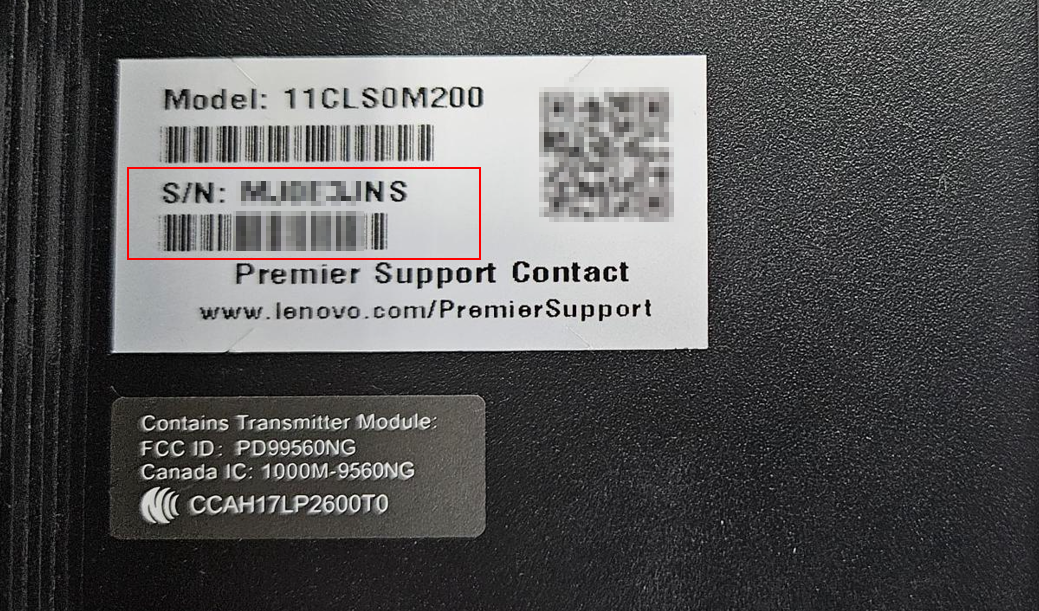 Model: 11CLS0M200
S/N:
Premier Support Contact
www.lenovo.com/PremierSupport
Contains Transmitter Module:
FCC ID: PD99560NG
Canada IC: 1000M-9560NG
CCAH17LP2600T0